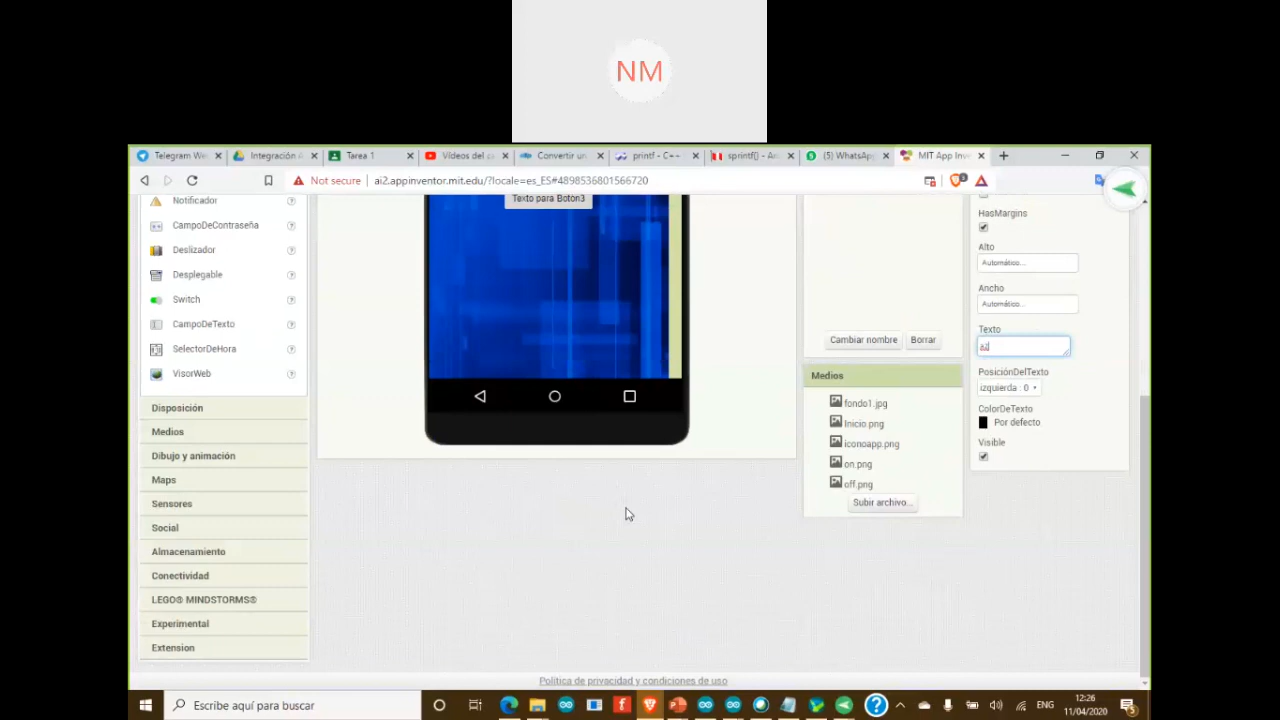 NM
Telegram We
Integración A
Tarea 1
Vídeos del ca
Convertir un
printf - C++
sprintf() - Ar
(5) WhatsApp
MIT App Inve
Not secure
ai2.appinventor.mit.edu/?locale=es_ES#4898536801566720
Notificador
CampoDeContraseña
Deslizador
Desplegable
Switch
CampoDeTexto
SelectorDeHora
VisorWeb
Disposición
Medios
Dibujo y animación
Maps
Sensores
Social
Almacenamiento
Conectividad
LEGO® MINDSTORMS®
Experimental
Extension
Texto para Boton3
Cambiar nombre
Borrar
Medios
fondo1.jpg
Inicio.png
iconoapp.png
on.png
off.png
Subir archivo...
HasMargins
Alto
Automático...
Ancho
Automático...
Texto
PosiciónDelTexto
izquierda : 0
ColorDeTexto
Por defecto
Visible
Política de privacidad y condiciones de uso
Escribe aquí para buscar
ENG
12:26
11/04/2020